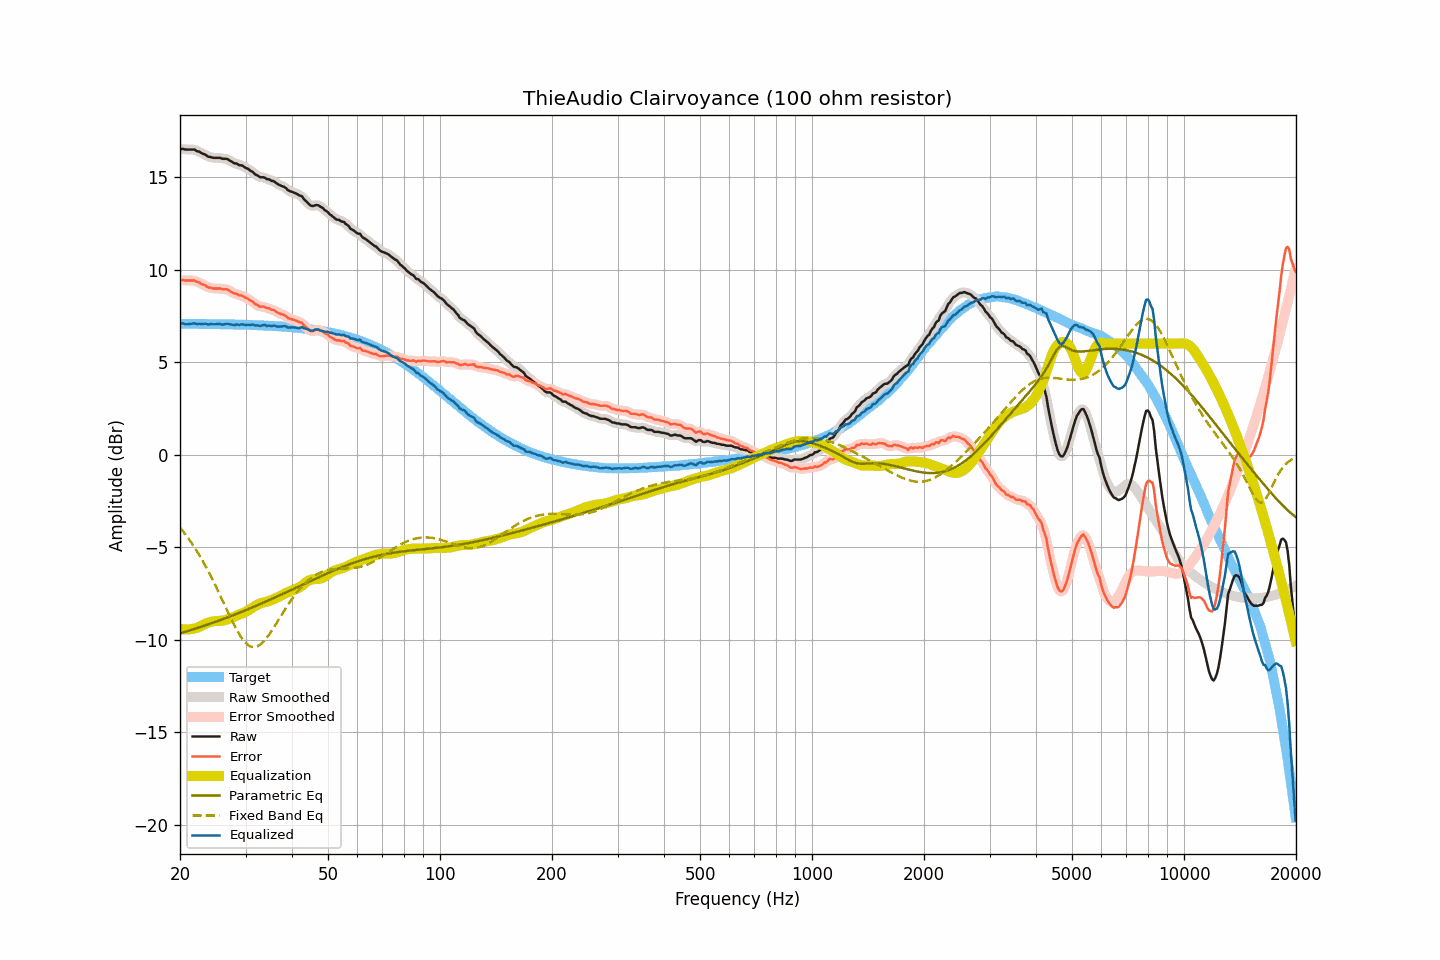 ThieAudio Clairvoyance (100 ohm resistor)
Amplitude (dBr)
15
10
5
0
−5
−10
−15
−20
Target
Raw Smoothed
Error Smoothed
Raw
Error
Equalization
Parametric Eq
Fixed Band Eq
Equalized
20 50 100 200 500 1000 2000 5000 10000 20000
Frequency (Hz)